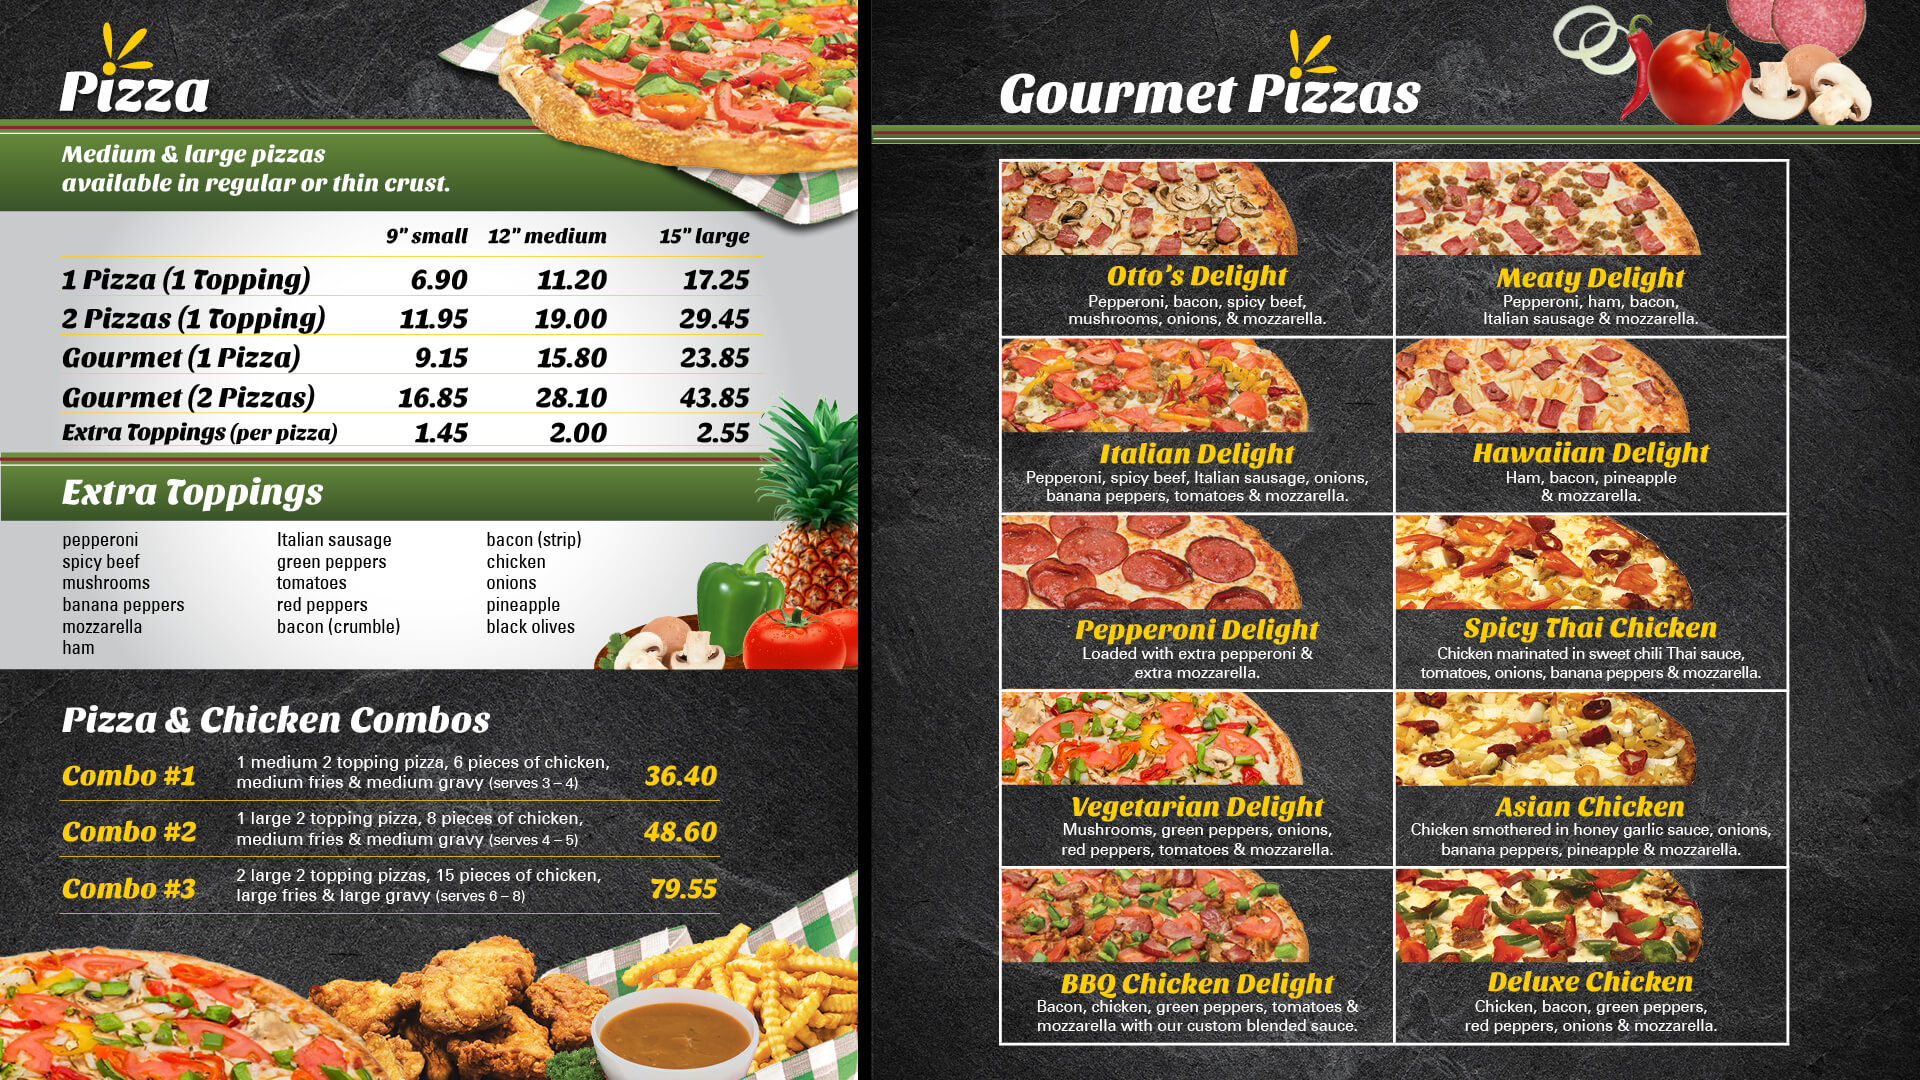 Pizza
Medium & large pizzas
available in regular or thin crust.
9" small 12" medium 15" large
1 Pizza (1 Topping) 6.90 11.20 17.25
2 Pizzas (1 Topping) 11.95 19.00 29.45
Gourmet (1 Pizza) 9.15 15.80 23.85
Gourmet (2 Pizzas) 16.85 28.10 43.85
Extra Toppings (per pizza) 1.45 2.00 2.55
Extra Toppings
pepperoni
spicy beef
mushrooms
banana peppers
mozzarella
ham
Italian sausage
green peppers
tomatoes
red peppers
bacon (crumble)
bacon (strip)
chicken
onions
pineapple
black olives
Pizza & Chicken Combos
Combo #1
1 medium 2 topping pizza, 6 pieces of chicken,
medium fries & medium gravy (serves 3 – 4)
36.40
Combo #2
1 large 2 topping pizza, 8 pieces of chicken,
medium fries & medium gravy (serves 4 – 5)
48.60
Combo #3
2 large 2 topping pizzas, 15 pieces of chicken,
large fries & large gravy (serves 6 – 8)
79.55
Gourmet Pizzas
Otto's Delight
Pepperoni, bacon, spicy beef,
mushrooms, onions, & mozzarella.
Meaty Delight
Pepperoni, ham, bacon,
Italian sausage & mozzarella.
Italian Delight
Pepperoni, spicy beef, Italian sausage, onions,
banana peppers, tomatoes & mozzarella.
Hawaiian Delight
Ham, bacon, pineapple
& mozzarella.
Pepperoni Delight
Loaded with extra pepperoni &
extra mozzarella.
Spicy Thai Chicken
Chicken marinated in sweet chili Thai sauce,
tomatoes, onions, banana peppers & mozzarella.
Vegetarian Delight
Mushrooms, green peppers, onions,
red peppers, tomatoes & mozzarella.
Asian Chicken
Chicken smothered in honey garlic sauce, onions,
banana peppers, pineapple & mozzarella.
BBQ Chicken Delight
Bacon, chicken, green peppers, tomatoes &
mozzarella with our custom blended sauce.
Deluxe Chicken
Chicken, bacon, green peppers,
red peppers, onions & mozzarella.